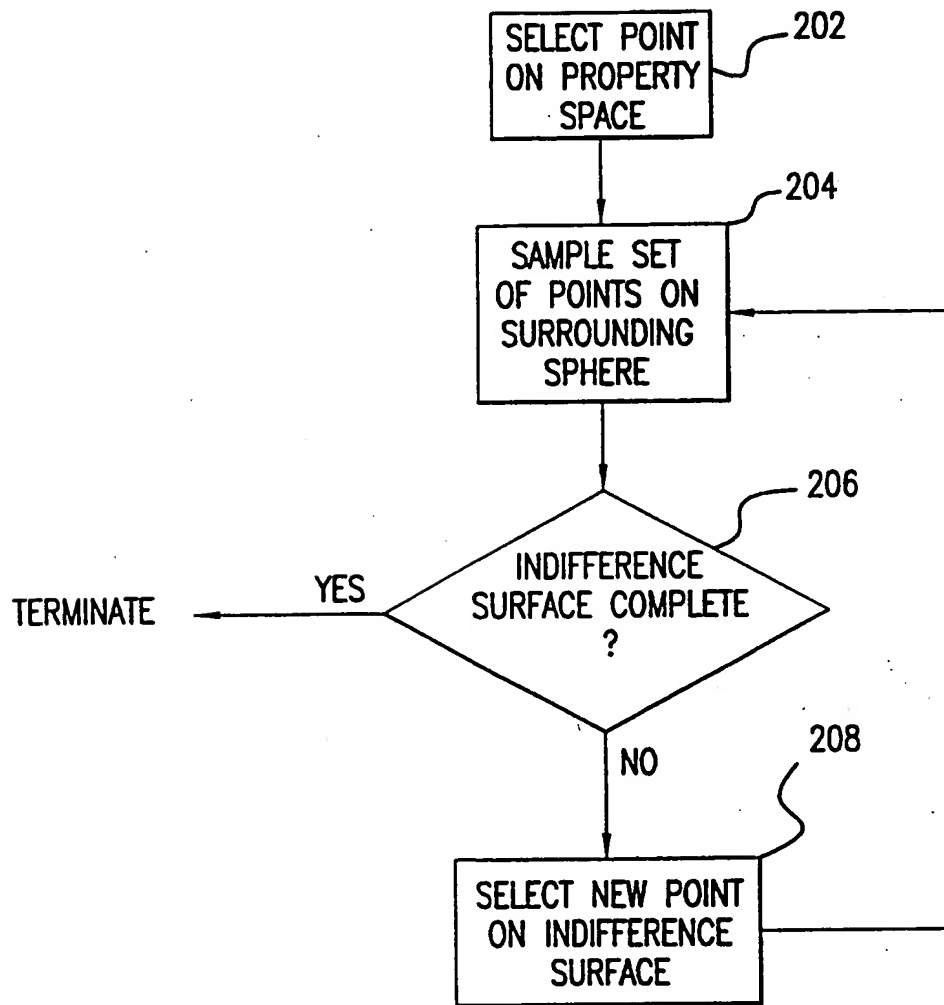 SELECT POINT
ON PROPERTY
SPACE
202
204
SAMPLE SET
OF POINTS ON
SURROUNDING
SPHERE
206
INDIFFERENCE
SURFACE COMPLETE
?
YES
TERMINATE
NO
208
SELECT NEW POINT
ON INDIFFERENCE
SURFACE